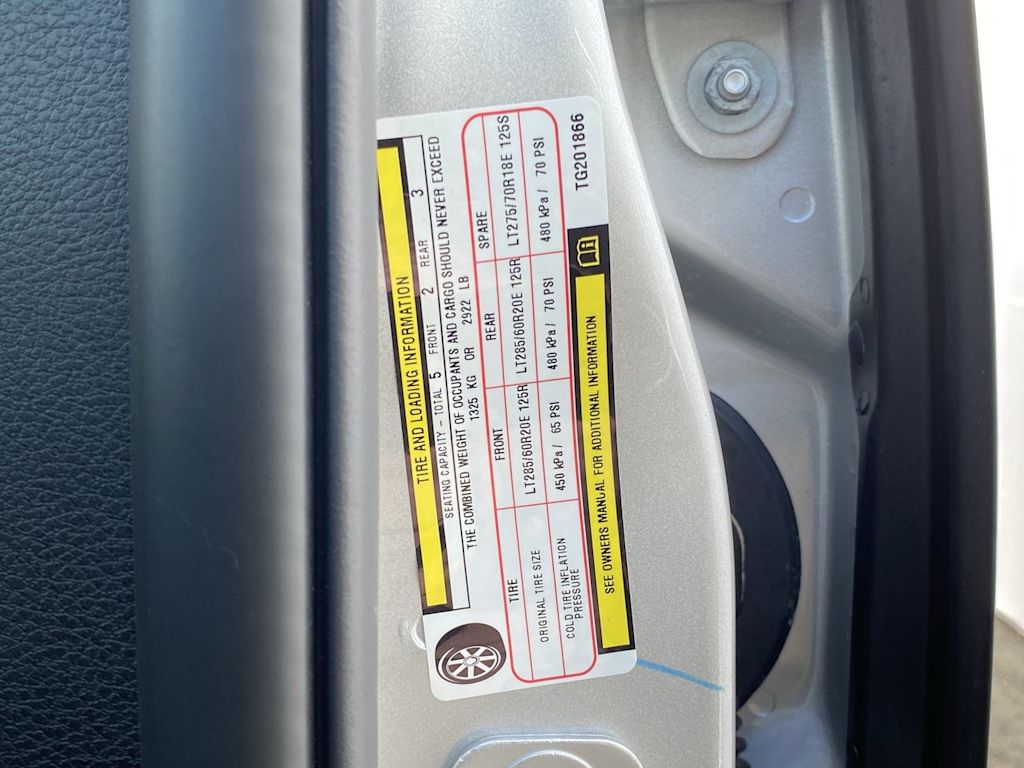 TIRE AND LOADING INFORMATION
SEATING CAPACITY – TOTAL 5 FRONT 2 REAR 3
THE COMBINED WEIGHT OF OCCUPANTS AND CARGO SHOULD NEVER EXCEED
1325 KG OR 2922 LB
TIRE FRONT REAR SPARE
ORIGINAL TIRE SIZE LT285/60R20E 125R LT285/60R20E 125R LT275/70R18E 125S
COLD TIRE INFLATION
PRESSURE 450 kPa / 65 PSI 480 kPa / 70 PSI 480 kPa / 70 PSI
SEE OWNERS MANUAL FOR ADDITIONAL INFORMATION
TG201866